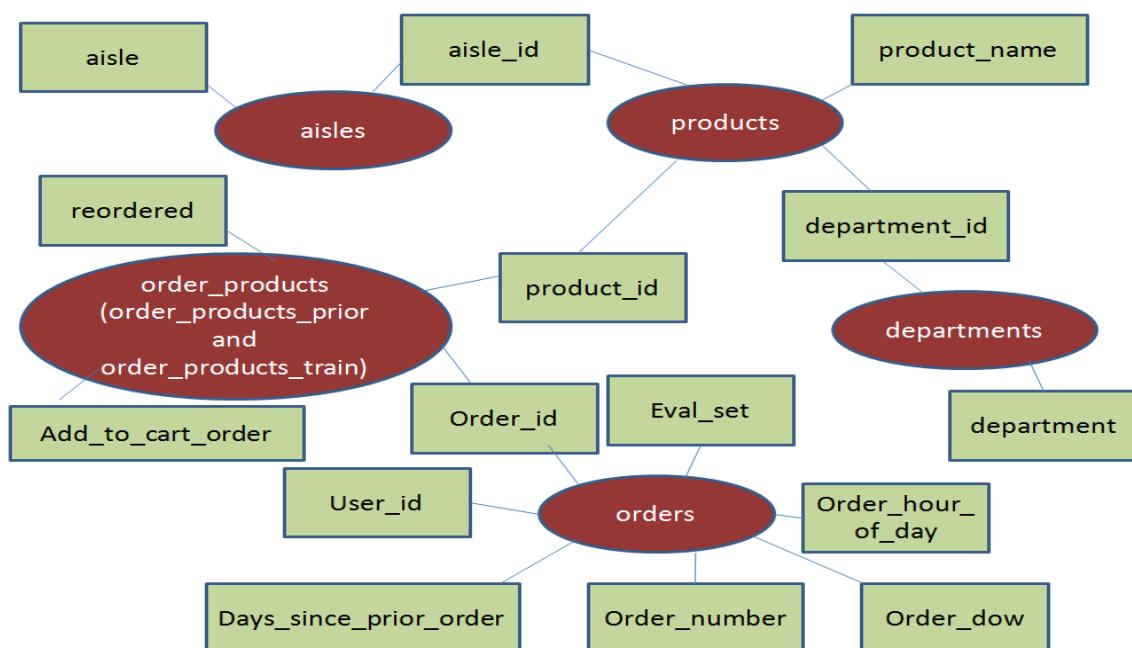 aisle
aisle_id
product_name
aisles
products
reordered
department_id
order_products
(order_products_prior
and
order_products_train)
product_id
departments
Add_to_cart_order
Order_id
Eval_set
department
User_id
orders
Order_hour_
of_day
Days_since_prior_order
Order_number
Order_dow